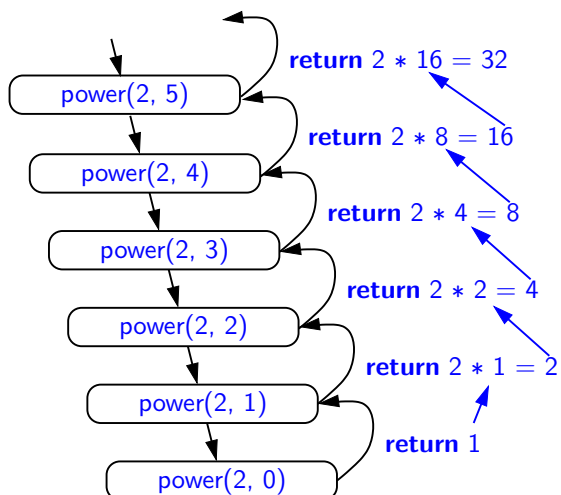 return 2 * 16 = 32
power(2, 5)
return 2 * 8 = 16
power(2, 4)
return 2 * 4 = 8
power(2, 3)
return 2 * 2 = 4
power(2, 2)
return 2 * 1 = 2
power(2, 1)
return 1
power(2, 0)